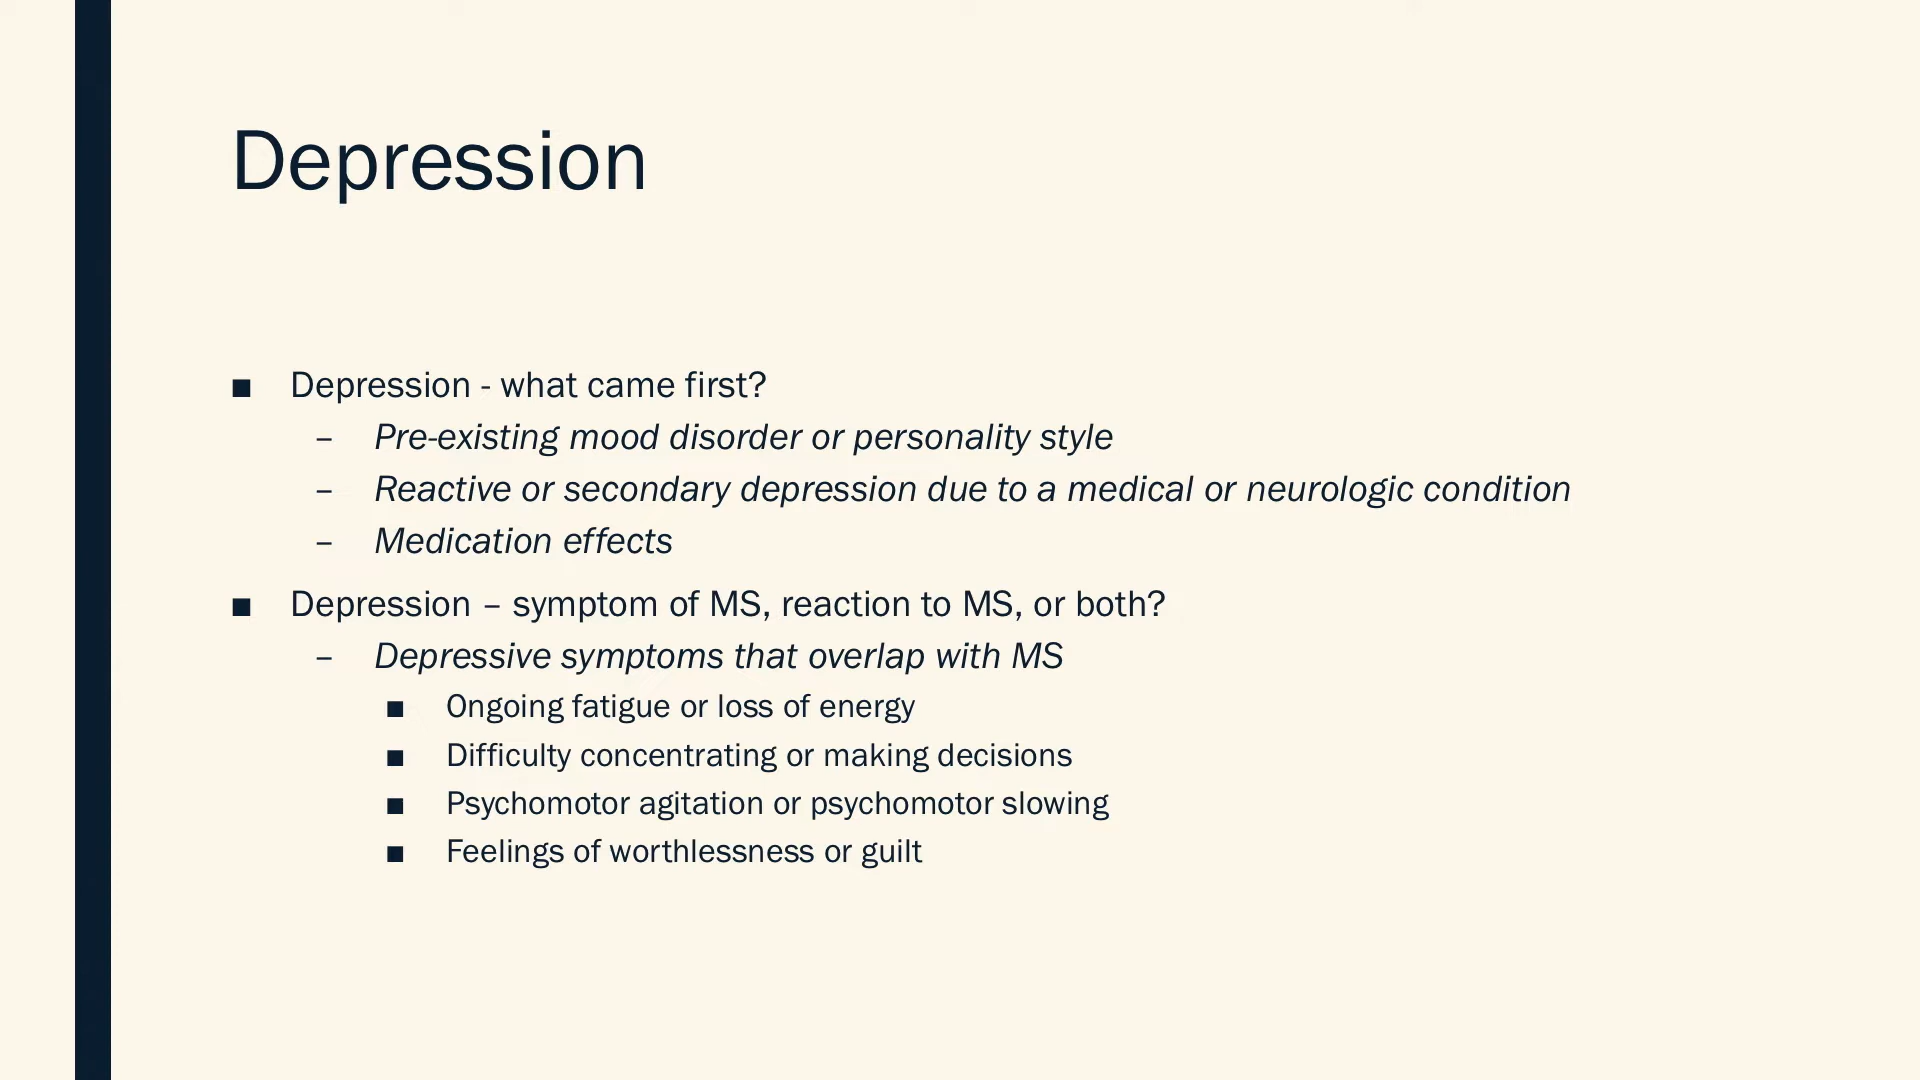 Depression
■ Depression - what came first?
– Pre-existing mood disorder or personality style
– Reactive or secondary depression due to a medical or neurologic condition
– Medication effects
■ Depression – symptom of MS, reaction to MS, or both?
– Depressive symptoms that overlap with MS
■ Ongoing fatigue or loss of energy
■ Difficulty concentrating or making decisions
■ Psychomotor agitation or psychomotor slowing
■ Feelings of worthlessness or guilt